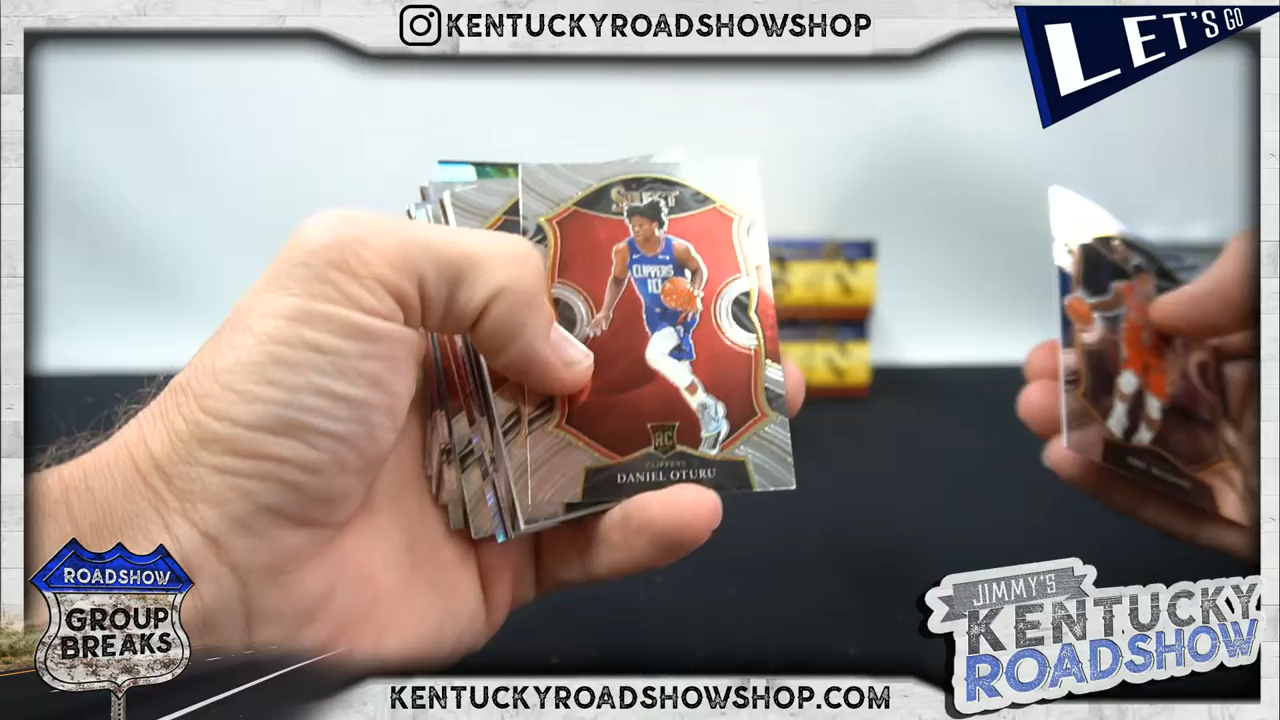 KENTUCKYROADSHOWSHOP
LET'S GO
SELECT
CLIPPERS
10
RC
CLIPPERS
DANIEL OTURU
ROADSHOW
GROUP
BREAKS
JIMMY'S
KENTUCKY
ROADSHOW
KENTUCKYROADSHOWSHOP.COM